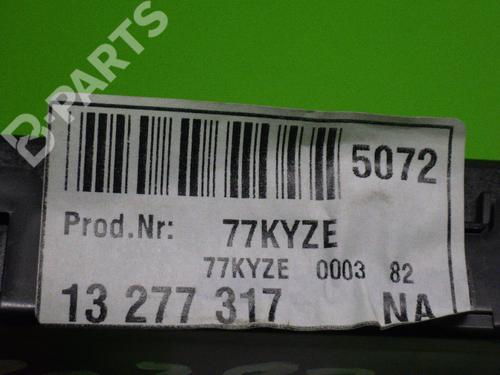 B-PARTS
5072
Prod.Nr: 77KYZE
77KYZE 0003 82
13 277 317 NA